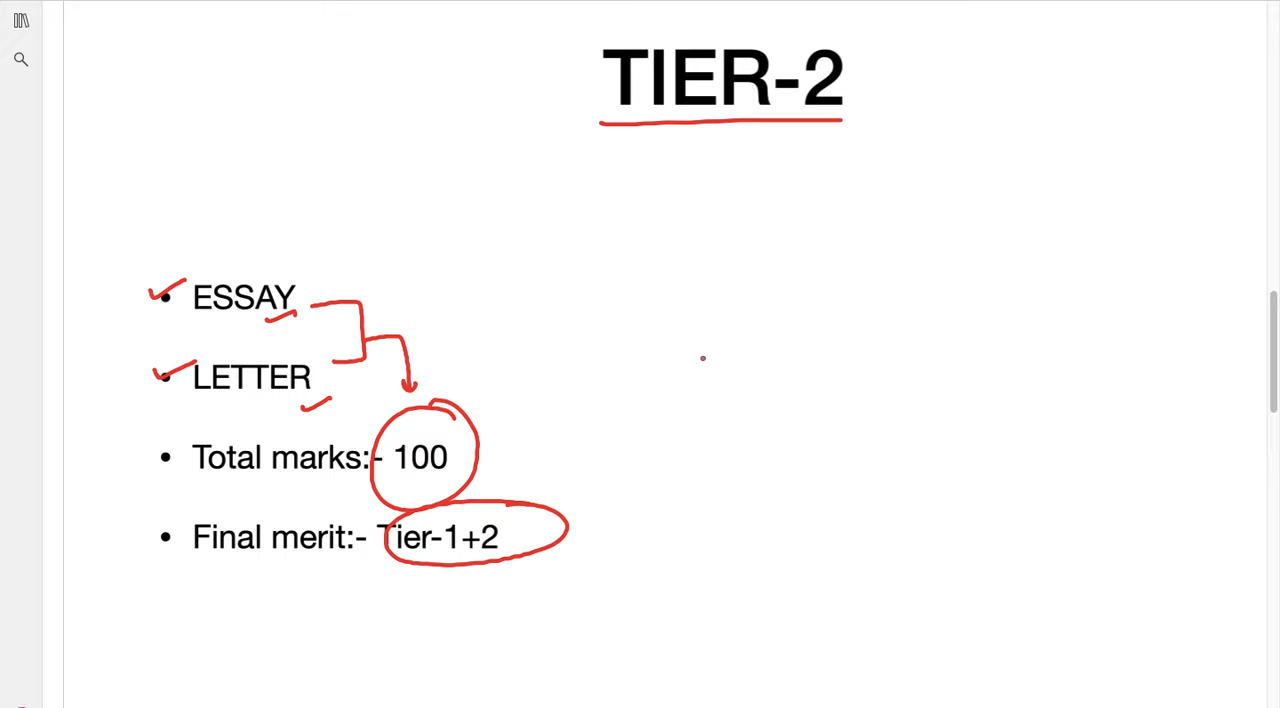 TIER-2
• ESSAY
• LETTER
• Total marks:- 100
• Final merit:- Tier-1+2